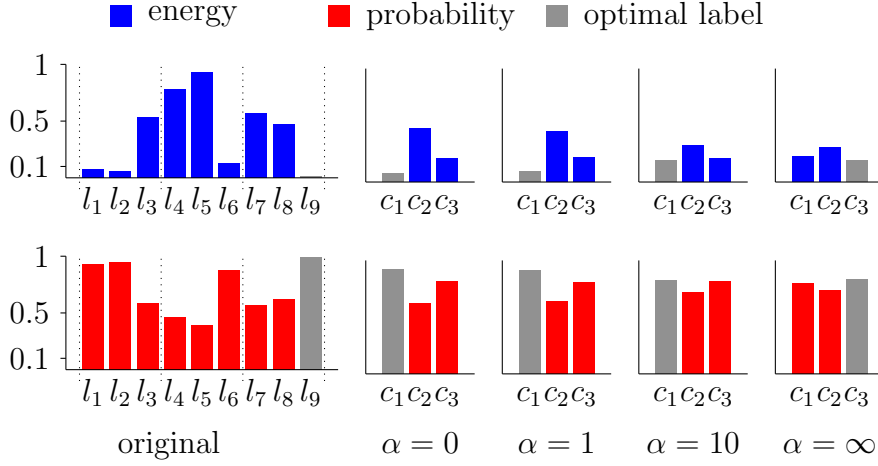 energy probability optimal label
1
0.5
0.1
l1 l2 l3 l4 l5 l6 l7 l8 l9 c1 c2 c3 c1 c2 c3 c1 c2 c3 c1 c2 c3
1
0.5
0.1
l1 l2 l3 l4 l5 l6 l7 l8 l9 c1 c2 c3 c1 c2 c3 c1 c2 c3 c1 c2 c3
original α = 0 α = 1 α = 10 α = ∞